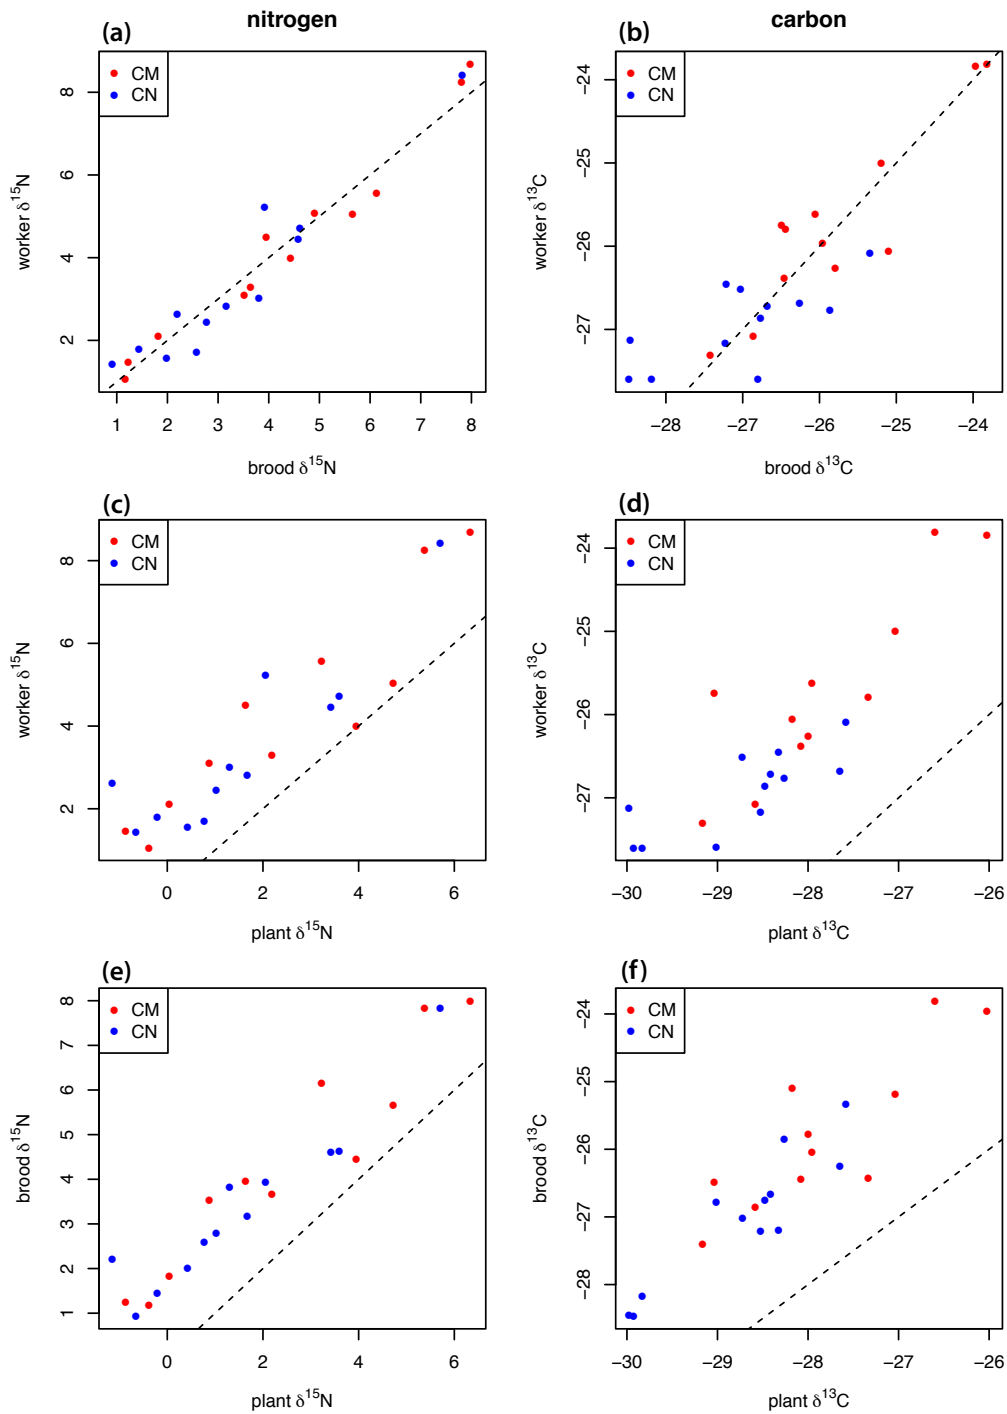 nitrogen
carbon
(a)
CM
CN
8
6
4
2
1 2 3 4 5 6 7 8
worker δ¹⁵N
brood δ¹⁵N
(b)
CM
CN
−24
−25
−26
−27
−28 −27 −26 −25 −24
worker δ¹³C
brood δ¹³C
(c)
CM
CN
8
6
4
2
0 2 4 6
worker δ¹⁵N
plant δ¹⁵N
(d)
CM
CN
−24
−25
−26
−27
−30 −29 −28 −27 −26
worker δ¹³C
plant δ¹³C
(e)
CM
CN
8
7
6
5
4
3
2
1
0 2 4 6
brood δ¹⁵N
plant δ¹⁵N
(f)
CM
CN
−24
−25
−26
−27
−28
−30 −29 −28 −27 −26
brood δ¹³C
plant δ¹³C